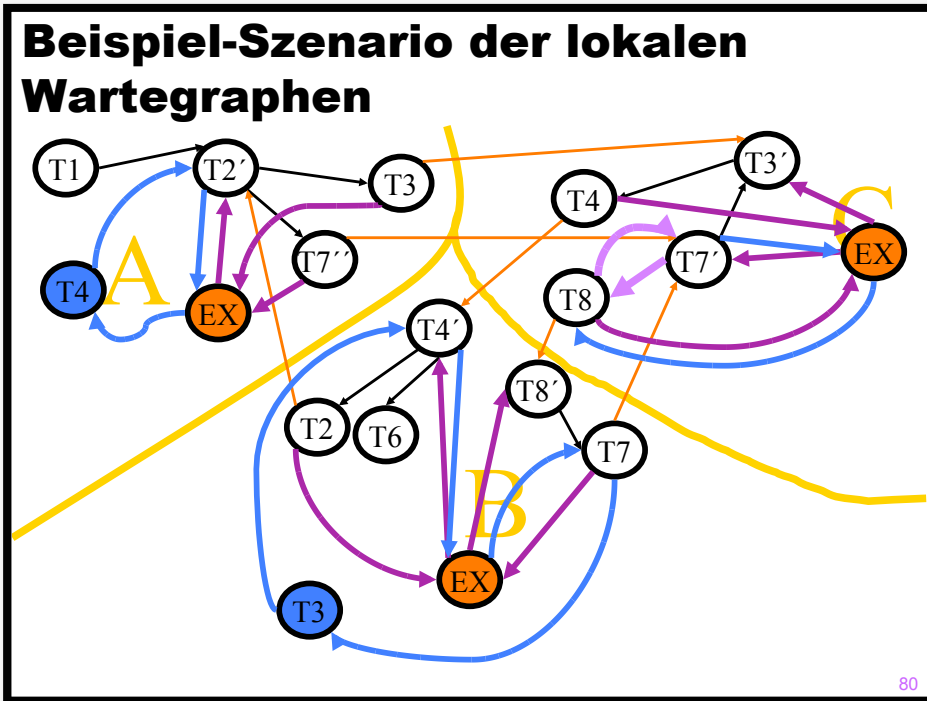 Beispiel-Szenario der lokalen
Wartegraphen
T1
T2´
T3
T7´´
T4
A
EX
T3´
T4
C
T7´
EX
T8
T4´
T8´
T2
T6
T7
B
EX
T3
80